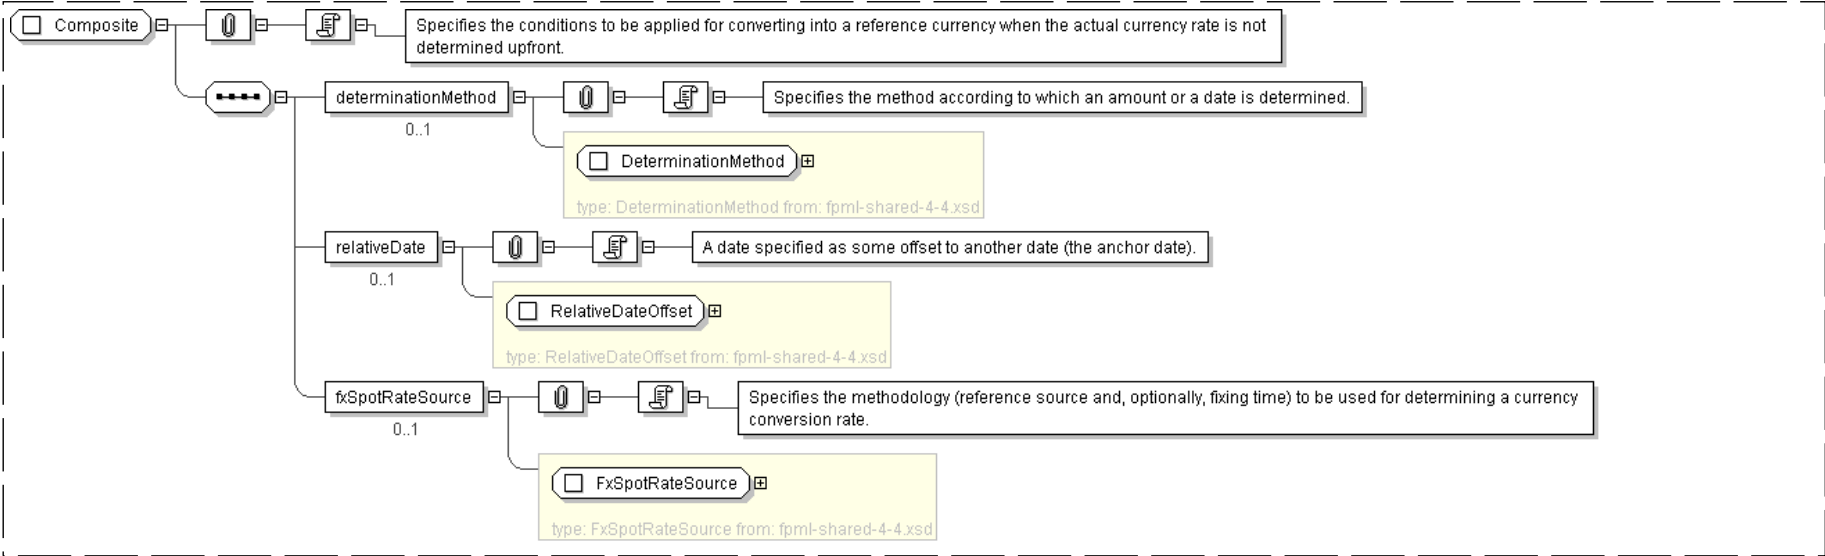 Composite
Specifies the conditions to be applied for converting into a reference currency when the actual currency rate is not
determined upfront.
determinationMethod
Specifies the method according to which an amount or a date is determined.
0..1
DeterminationMethod
type: DeterminationMethod from: fpml-shared-4-4.xsd
relativeDate
A date specified as some offset to another date (the anchor date).
0..1
RelativeDateOffset
type: RelativeDateOffset from: fpml-shared-4-4.xsd
fxSpotRateSource
Specifies the methodology (reference source and, optionally, fixing time) to be used for determining a currency
conversion rate.
0..1
FxSpotRateSource
type: FxSpotRateSource from: fpml-shared-4-4.xsd